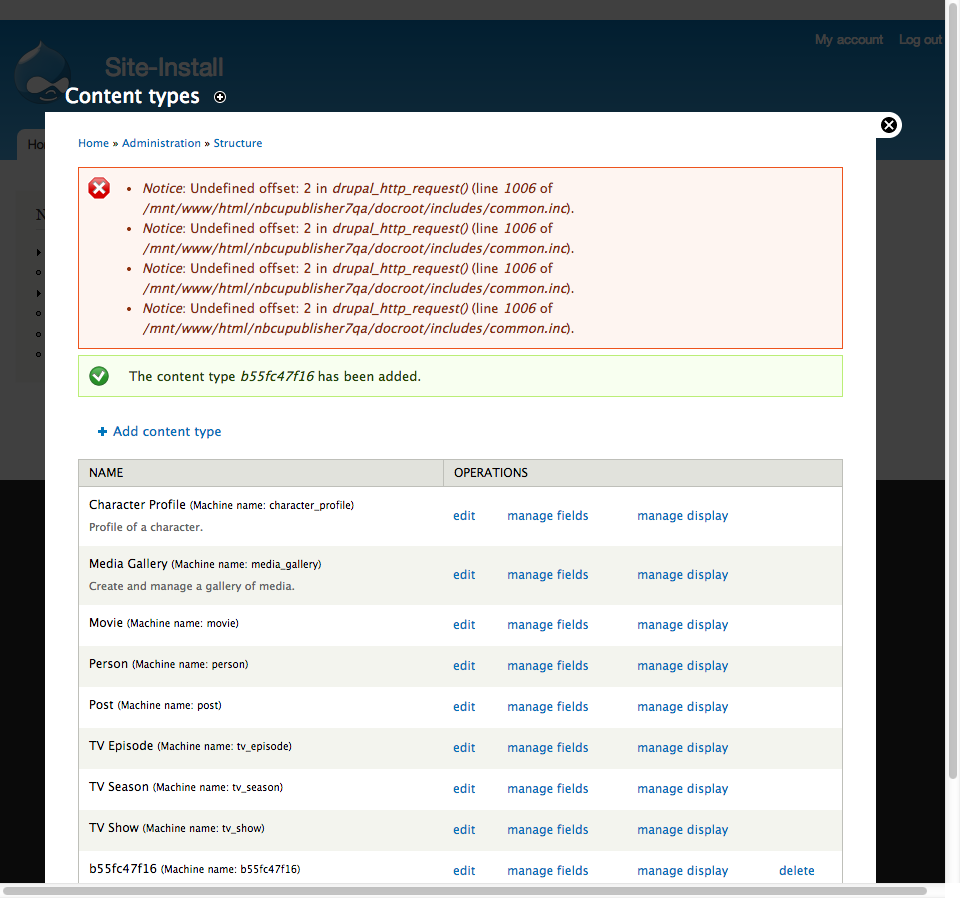 My account Log out
Site-Install
Content types
Home » Administration » Structure
Notice: Undefined offset: 2 in drupal_http_request() (line 1006 of
/mnt/www/html/nbcupublisher7qa/docroot/includes/common.inc).
Notice: Undefined offset: 2 in drupal_http_request() (line 1006 of
/mnt/www/html/nbcupublisher7qa/docroot/includes/common.inc).
Notice: Undefined offset: 2 in drupal_http_request() (line 1006 of
/mnt/www/html/nbcupublisher7qa/docroot/includes/common.inc).
Notice: Undefined offset: 2 in drupal_http_request() (line 1006 of
/mnt/www/html/nbcupublisher7qa/docroot/includes/common.inc).
The content type b55fc47f16 has been added.
Add content type
NAME OPERATIONS
Character Profile (Machine name: character_profile)
Profile of a character.
edit manage fields manage display
Media Gallery (Machine name: media_gallery)
Create and manage a gallery of media.
edit manage fields manage display
Movie (Machine name: movie) edit manage fields manage display
Person (Machine name: person) edit manage fields manage display
Post (Machine name: post) edit manage fields manage display
TV Episode (Machine name: tv_episode) edit manage fields manage display
TV Season (Machine name: tv_season) edit manage fields manage display
TV Show (Machine name: tv_show) edit manage fields manage display
b55fc47f16 (Machine name: b55fc47f16) edit manage fields manage display delete